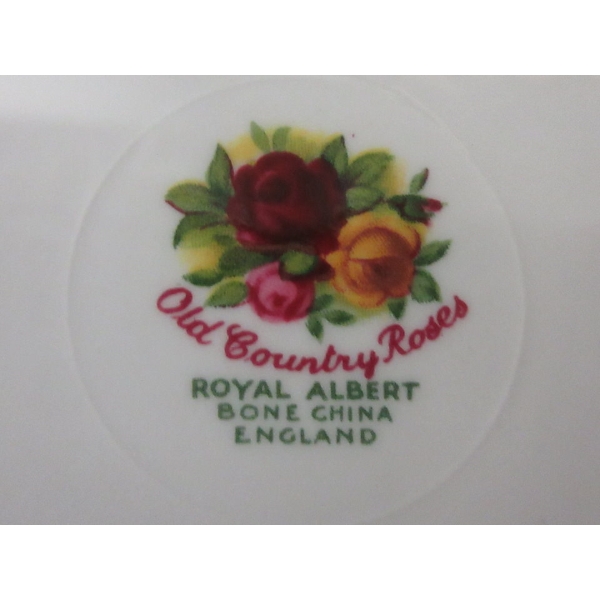 Old Country Roses
ROYAL ALBERT
BONE CHINA
ENGLAND